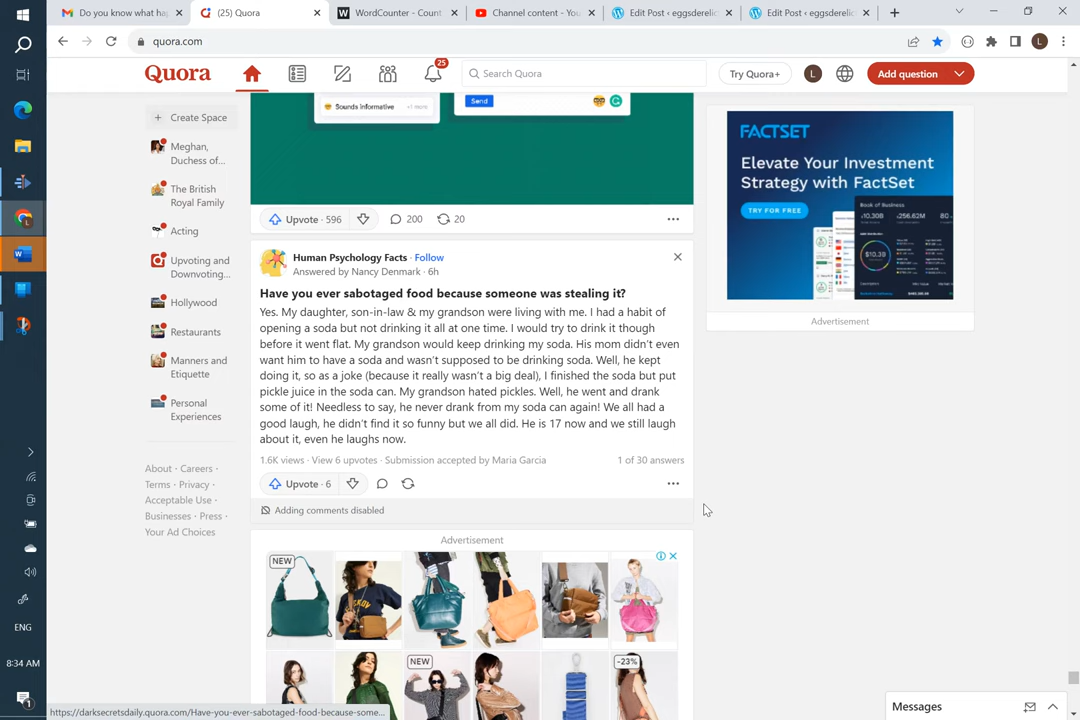 Do you know what ha
(25) Quora
WordCounter - Count
Channel content - You
Edit Post ‹ eggsderelic
Edit Post ‹ eggsderelic
quora.com
Quora
25
Search Quora
Try Quora+
L
Add question
Create Space
Meghan,
Duchess of...
The British
Royal Family
Acting
Upvoting and
Downvoting...
Hollywood
Restaurants
Manners and
Etiquette
Personal
Experiences
About · Careers ·
Terms · Privacy ·
Acceptable Use ·
Businesses · Press ·
Your Ad Choices
Sounds informative +1 more
Send
Upvote · 596 200 20
Human Psychology Facts · Follow
Answered by Nancy Denmark · 6h
Have you ever sabotaged food because someone was stealing it?
Yes. My daughter, son-in-law & my grandson were living with me. I had a habit of
opening a soda but not drinking it all at one time. I would try to drink it though
before it went flat. My grandson would keep drinking my soda. His mom didn't even
want him to have a soda and wasn't supposed to be drinking soda. Well, he kept
doing it, so as a joke (because it really wasn't a big deal), I finished the soda but put
pickle juice in the soda can. My grandson hated pickles. Well, he went and drank
some of it! Needless to say, he never drank from my soda can again! We all had a
good laugh, he didn't find it so funny but we all did. He is 17 now and we still laugh
about it, even he laughs now.
1.6K views · View 6 upvotes · Submission accepted by Maria Garcia 1 of 30 answers
Upvote · 6
Adding comments disabled
Advertisement
NEW
NEW
-23%
FACTSET
Elevate Your Investment
Strategy with FactSet
TRY FOR FREE
Book of Business
10.30B 256.62M 80
$10.3B
Advertisement
ENG
8:34 AM
https://darksecretsdaily.quora.com/Have-you-ever-sabotaged-food-because-some...
Messages